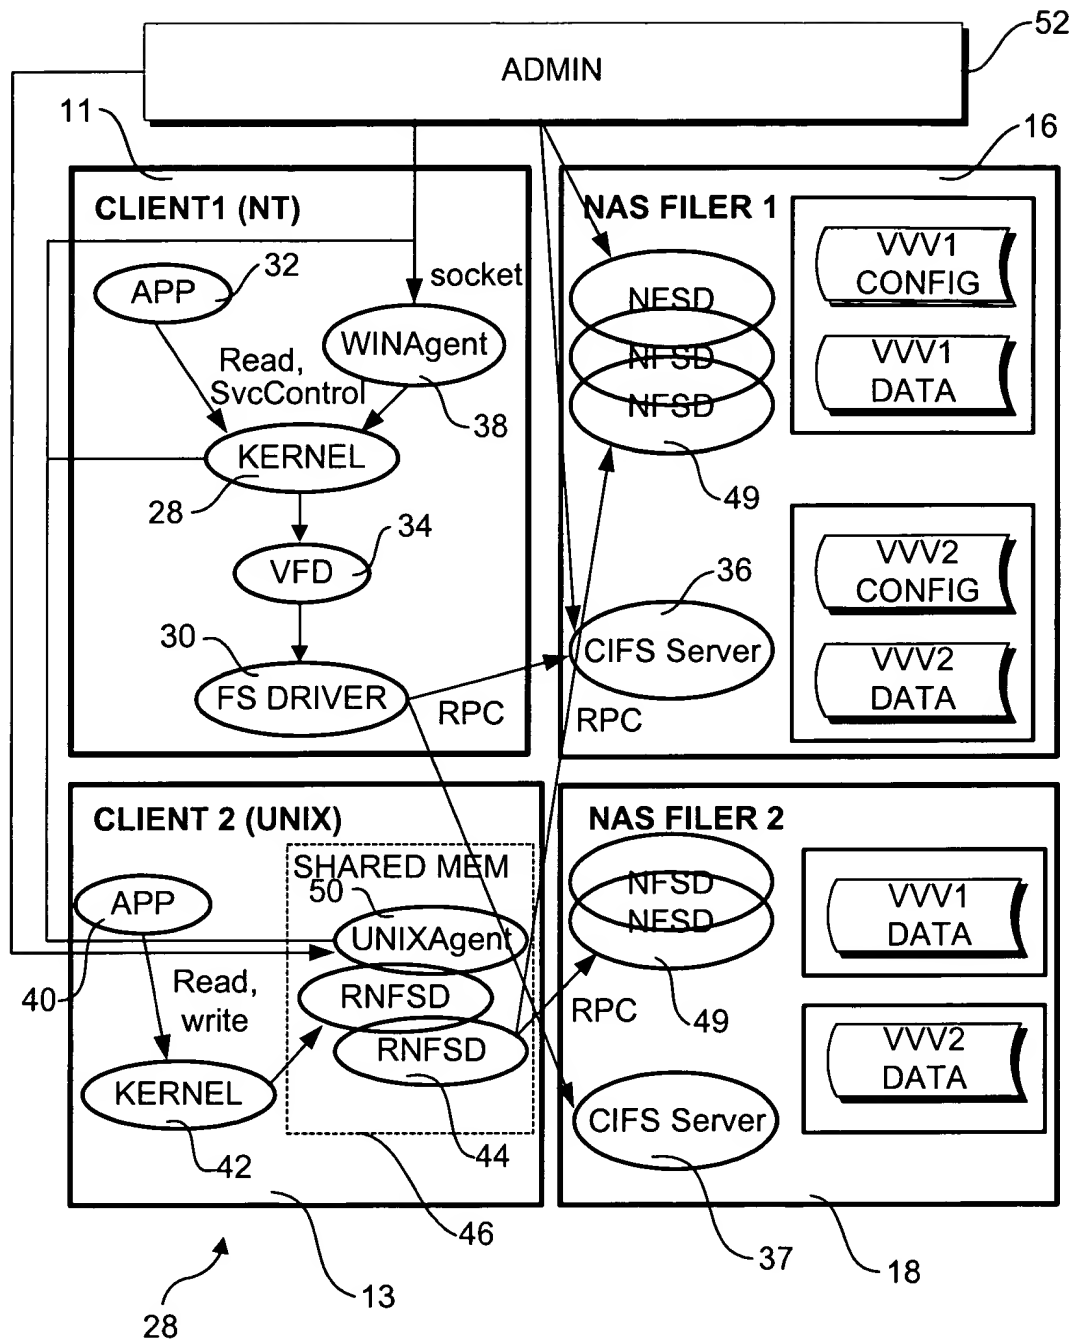 52
ADMIN
11
16
CLIENT1 (NT)
NAS FILER 1
32
APP
socket
WINAgent
Read,
SvcControl
38
KERNEL
28
34
VFD
30
FS DRIVER
RPC
NFSD
NFSD
NFSD
49
36
CIFS Server
RPC
VVV1
CONFIG
VVV1
DATA
VVV2
CONFIG
VVV2
DATA
CLIENT 2 (UNIX)
SHARED MEM
APP
50
UNIXAgent
40
Read,
write
RNFSD
RNFSD
KERNEL
42
44
46
13
28
NAS FILER 2
NFSD
NFSD
RPC
49
CIFS Server
37
18
VVV1
DATA
VVV2
DATA